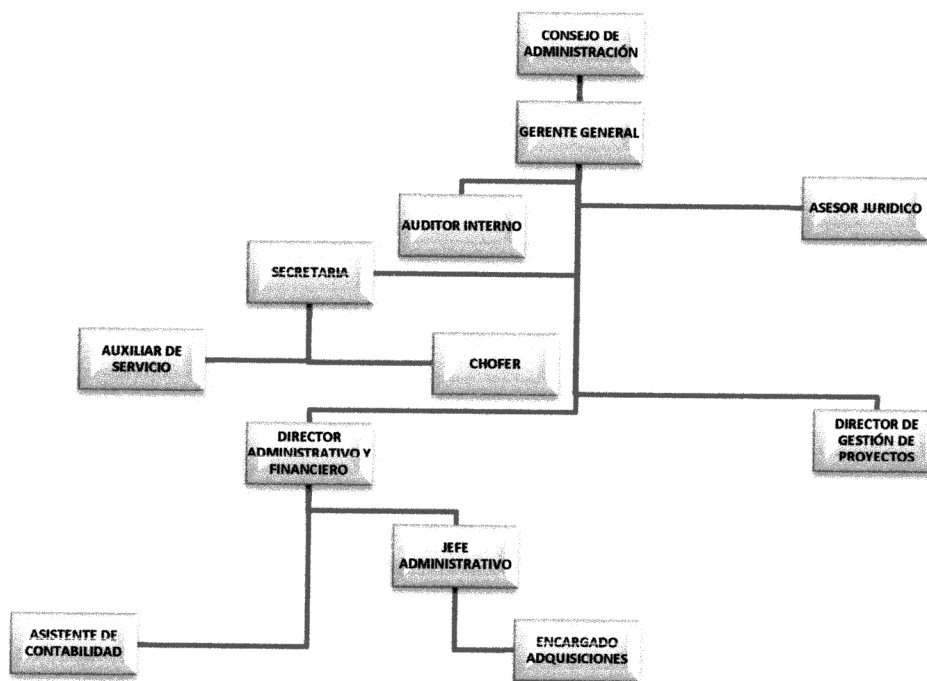 CONSEJO DE
ADMINISTRACIÓN
GERENTE GENERAL
AUDITOR INTERNO
ASESOR JURIDICO
SECRETARIA
AUXILIAR DE
SERVICIO
CHOFER
DIRECTOR
ADMINISTRATIVO Y
FINANCIERO
DIRECTOR DE
GESTIÓN DE
PROYECTOS
JEFE
ADMINISTRATIVO
ASISTENTE DE
CONTABILIDAD
ENCARGADO
ADQUISICIONES